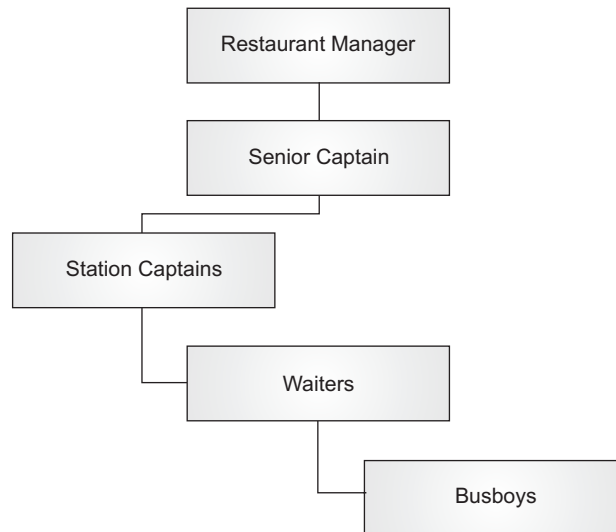 Restaurant Manager
Senior Captain
Station Captains
Waiters
Busboys